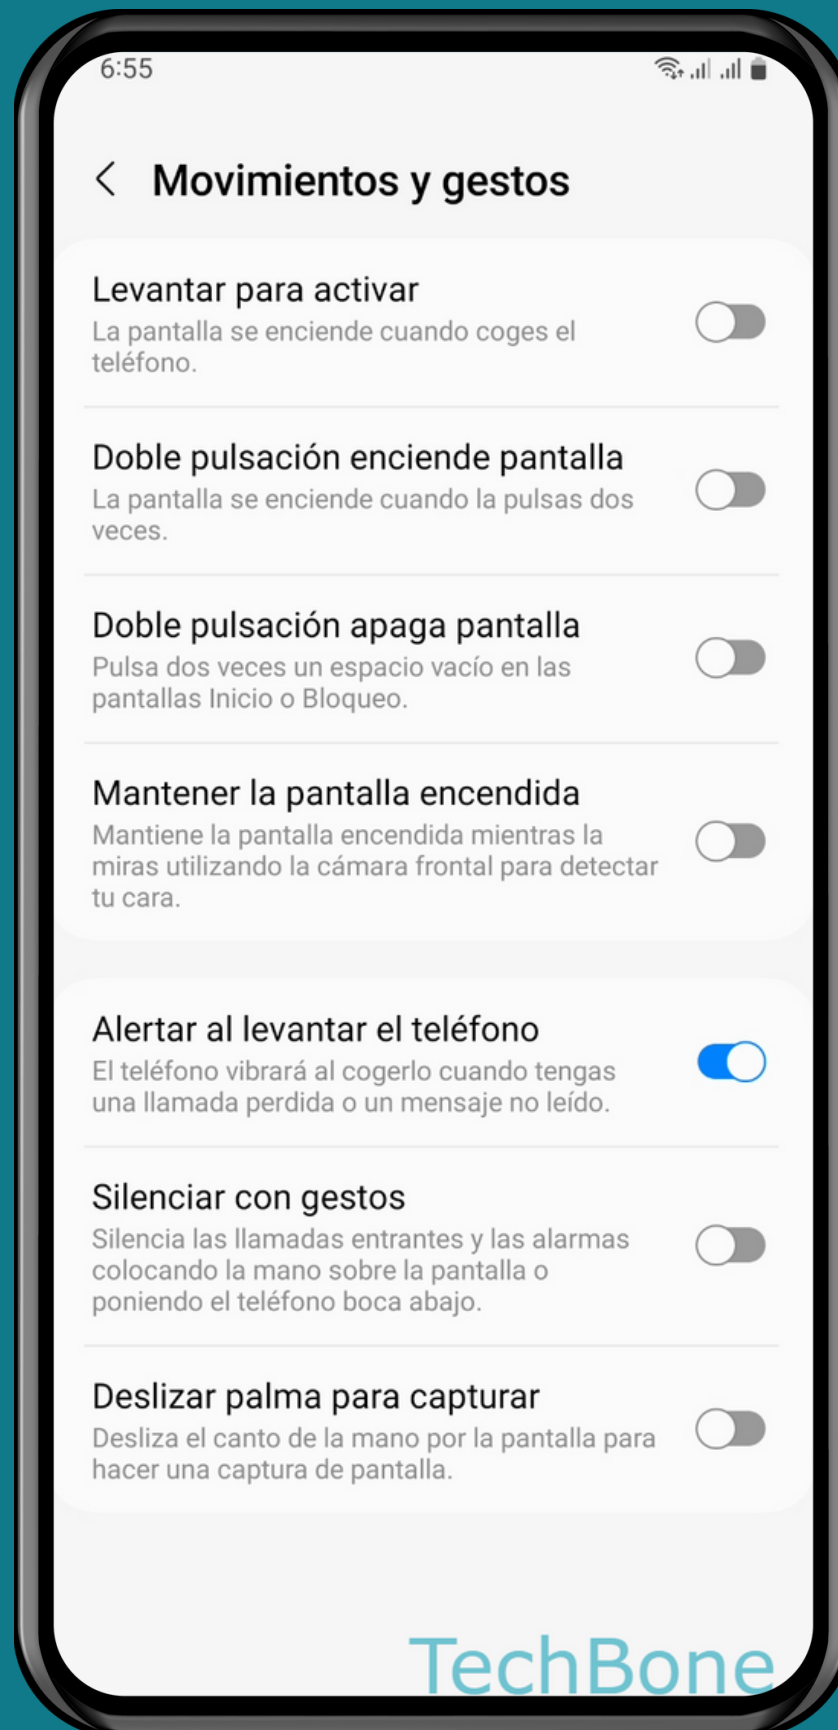 6:55
Movimientos y gestos
Levantar para activar
La pantalla se enciende cuando coges el
teléfono.
Doble pulsación enciende pantalla
La pantalla se enciende cuando la pulsas dos
veces.
Doble pulsación apaga pantalla
Pulsa dos veces un espacio vacío en las
pantallas Inicio o Bloqueo.
Mantener la pantalla encendida
Mantiene la pantalla encendida mientras la
miras utilizando la cámara frontal para detectar
tu cara.
Alertar al levantar el teléfono
El teléfono vibrará al cogerlo cuando tengas
una llamada perdida o un mensaje no leído.
Silenciar con gestos
Silencia las llamadas entrantes y las alarmas
colocando la mano sobre la pantalla o
poniendo el teléfono boca abajo.
Deslizar palma para capturar
Desliza el canto de la mano por la pantalla para
hacer una captura de pantalla.
TechBone